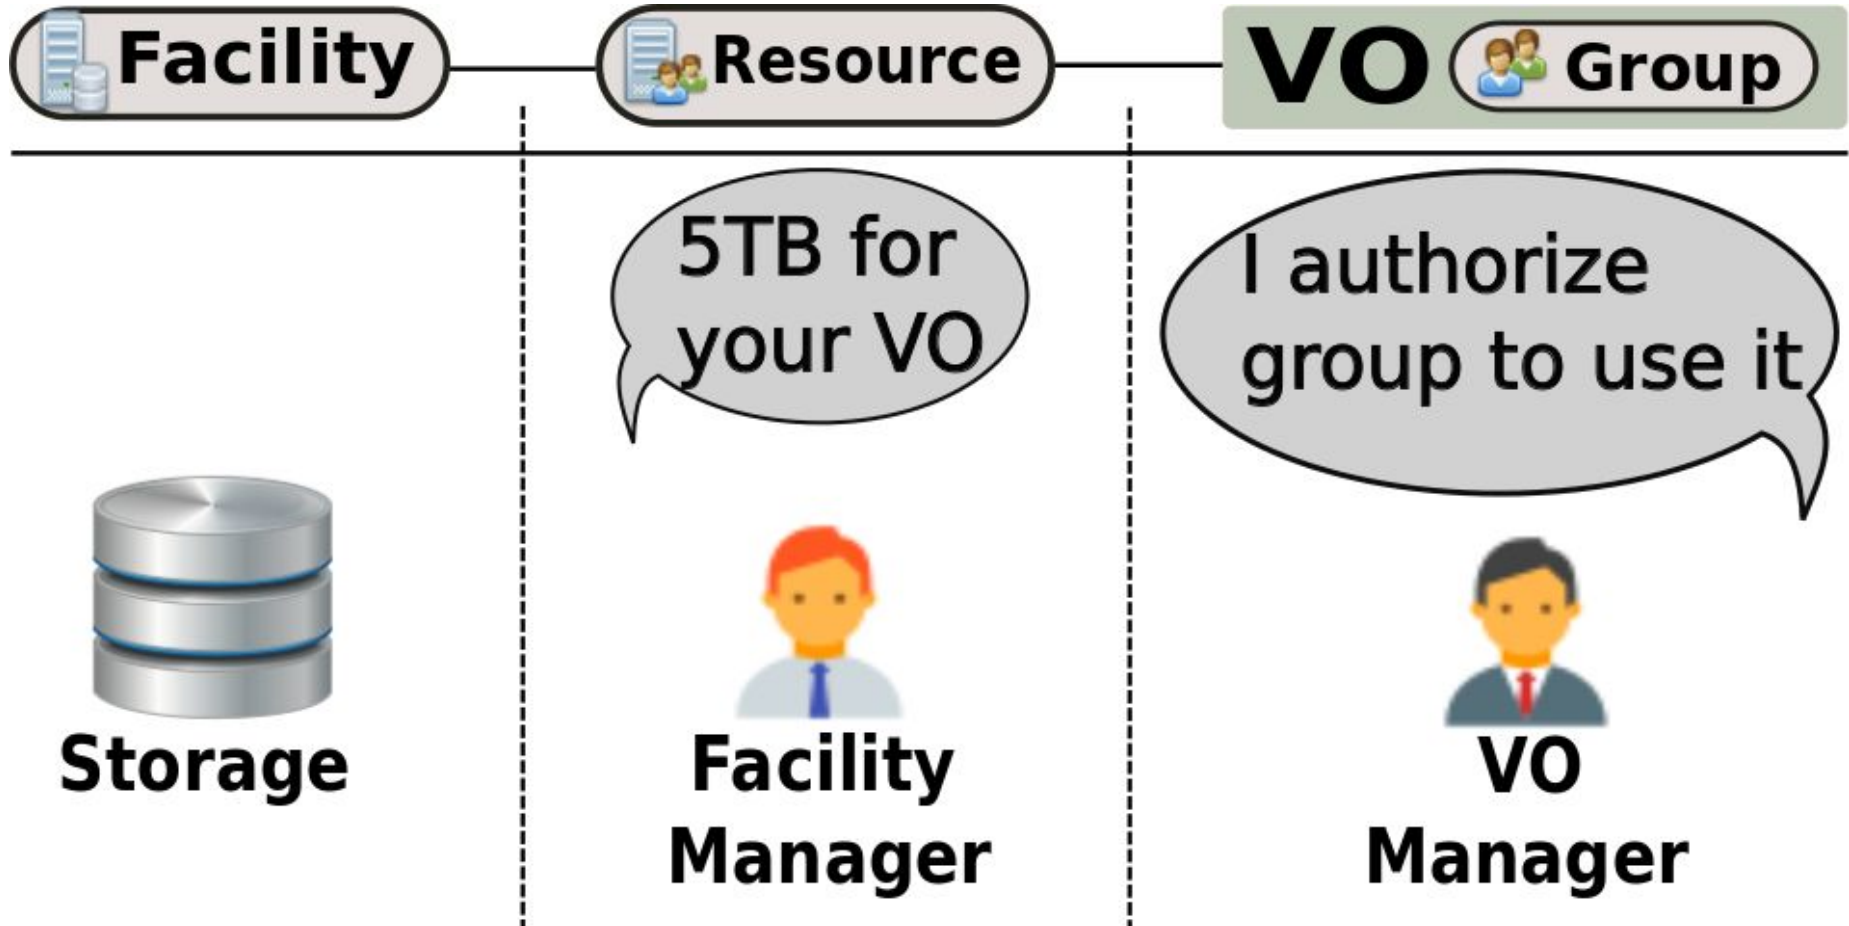 Facility
Resource
VO
Group
5TB for
your VO
I authorize
group to use it
Storage
Facility
Manager
VO
Manager